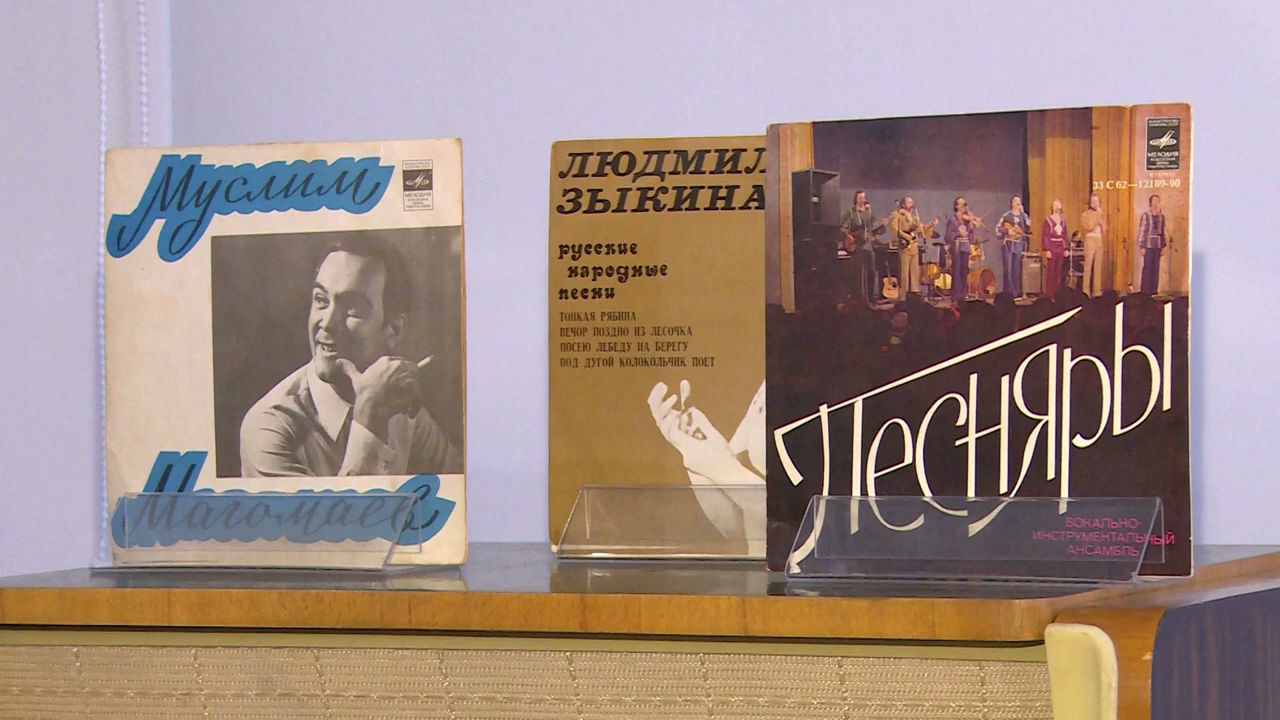 Муслим
МЕЛОДИЯ
Магомаев
ЛЮДМИЛ
ЗЫКИНА
русские
народные
песни
ТОНКАЯ РЯБИНА
ВЕЧОР ПОЗДНО ИЗ ЛЕСОЧКА
ПОСЕЮ ЛЕБЕДУ НА БЕРЕГУ
ПОД ДУГОЙ КОЛОКОЛЬЧИК ПОЕТ
МЕЛОДИЯ
СТЕРЕО
33 С 62—12189-90
Песняры
ВОКАЛЬНО-
ИНСТРУМЕНТАЛЬНЫЙ
АНСАМБЛЬ